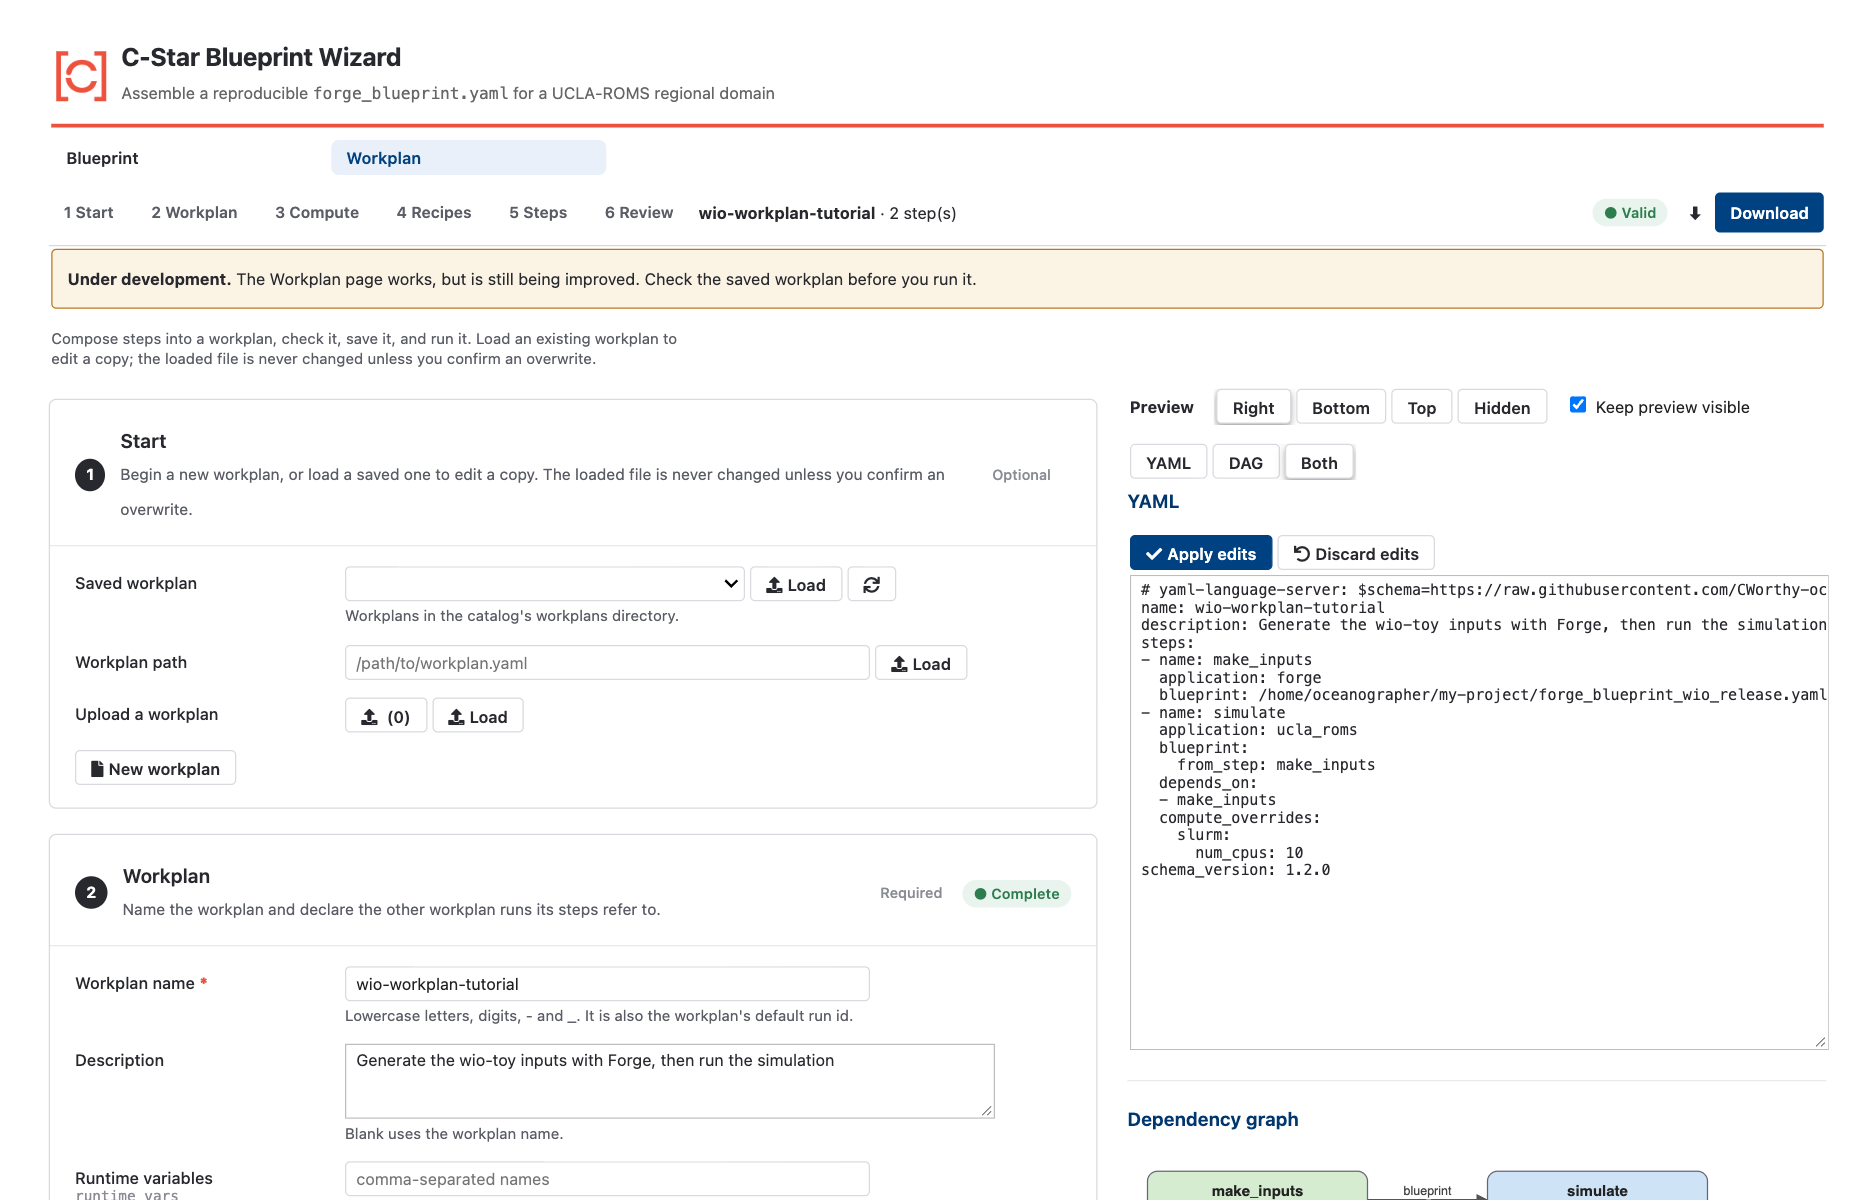 C-Star Blueprint Wizard
Assemble a reproducible forge_blueprint.yaml for a UCLA-ROMS regional domain
Blueprint
Workplan
1 Start
2 Workplan
3 Compute
4 Recipes
5 Steps
6 Review
wio-workplan-tutorial · 2 step(s)
Valid
Download
Under development. The Workplan page works, but is still being improved. Check the saved workplan before you run it.
Compose steps into a workplan, check it, save it, and run it. Load an existing workplan to
edit a copy; the loaded file is never changed unless you confirm an overwrite.
1
Start
Begin a new workplan, or load a saved one to edit a copy. The loaded file is never changed unless you confirm an
overwrite.
Optional
Saved workplan
Load
Workplans in the catalog's workplans directory.
Workplan path
/path/to/workplan.yaml
Load
Upload a workplan
(0)
Load
New workplan
2
Workplan
Name the workplan and declare the other workplan runs its steps refer to.
Required
Complete
Workplan name *
wio-workplan-tutorial
Lowercase letters, digits, - and _. It is also the workplan's default run id.
Description
Generate the wio-toy inputs with Forge, then run the simulation
Blank uses the workplan name.
Runtime variables
runtime_vars
comma-separated names
Preview
Right
Bottom
Top
Hidden
Keep preview visible
YAML
DAG
Both
YAML
Apply edits
Discard edits
# yaml-language-server: $schema=https://raw.githubusercontent.com/CWorthy-oc
name: wio-workplan-tutorial
description: Generate the wio-toy inputs with Forge, then run the simulation
steps:
- name: make_inputs
  application: forge
  blueprint: /home/oceanographer/my-project/forge_blueprint_wio_release.yaml
- name: simulate
  application: ucla_roms
  blueprint:
    from_step: make_inputs
  depends_on:
  - make_inputs
  compute_overrides:
    slurm:
      num_cpus: 10
schema_version: 1.2.0
Dependency graph
make_inputs
blueprint
simulate